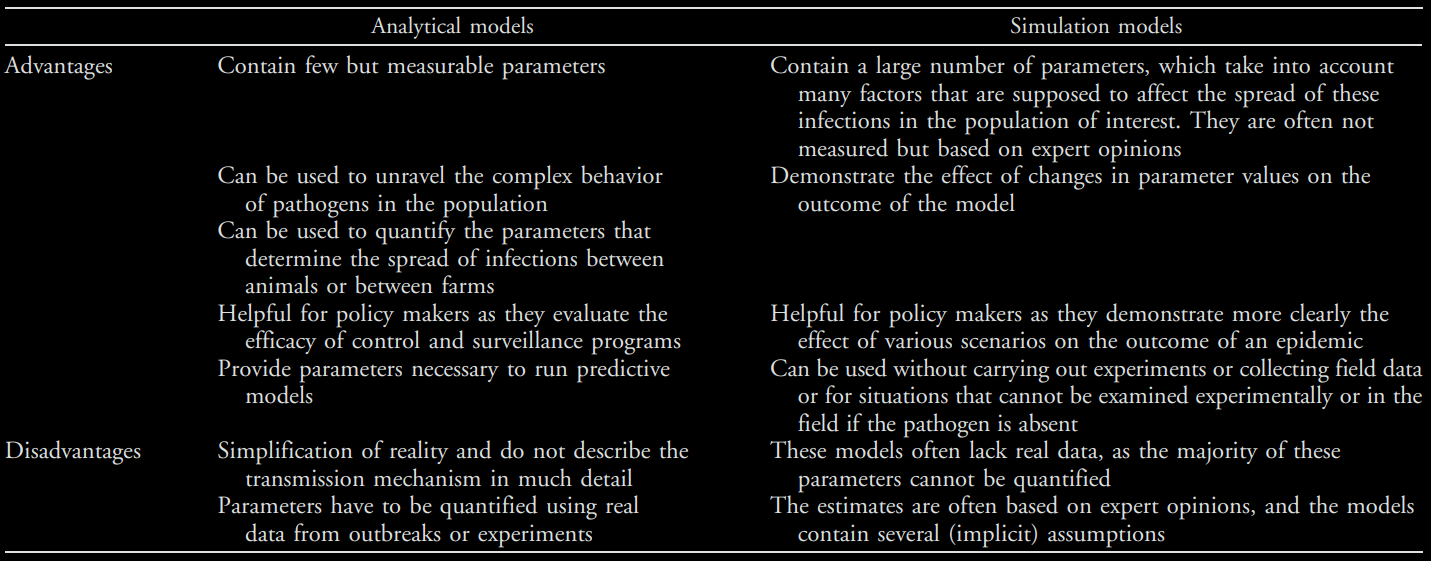 Analytical models Simulation models
Advantages Contain few but measurable parameters Contain a large number of parameters, which take into account
many factors that are supposed to affect the spread of these
infections in the population of interest. They are often not
measured but based on expert opinions
Can be used to unravel the complex behavior Demonstrate the effect of changes in parameter values on the
of pathogens in the population outcome of the model
Can be used to quantify the parameters that
determine the spread of infections between
animals or between farms
Helpful for policy makers as they evaluate the Helpful for policy makers as they demonstrate more clearly the
efficacy of control and surveillance programs effect of various scenarios on the outcome of an epidemic
Provide parameters necessary to run predictive Can be used without carrying out experiments or collecting field data
models or for situations that cannot be examined experimentally or in the
field if the pathogen is absent
Disadvantages Simplification of reality and do not describe the These models often lack real data, as the majority of these
transmission mechanism in much detail parameters cannot be quantified
Parameters have to be quantified using real The estimates are often based on expert opinions, and the models
data from outbreaks or experiments contain several (implicit) assumptions